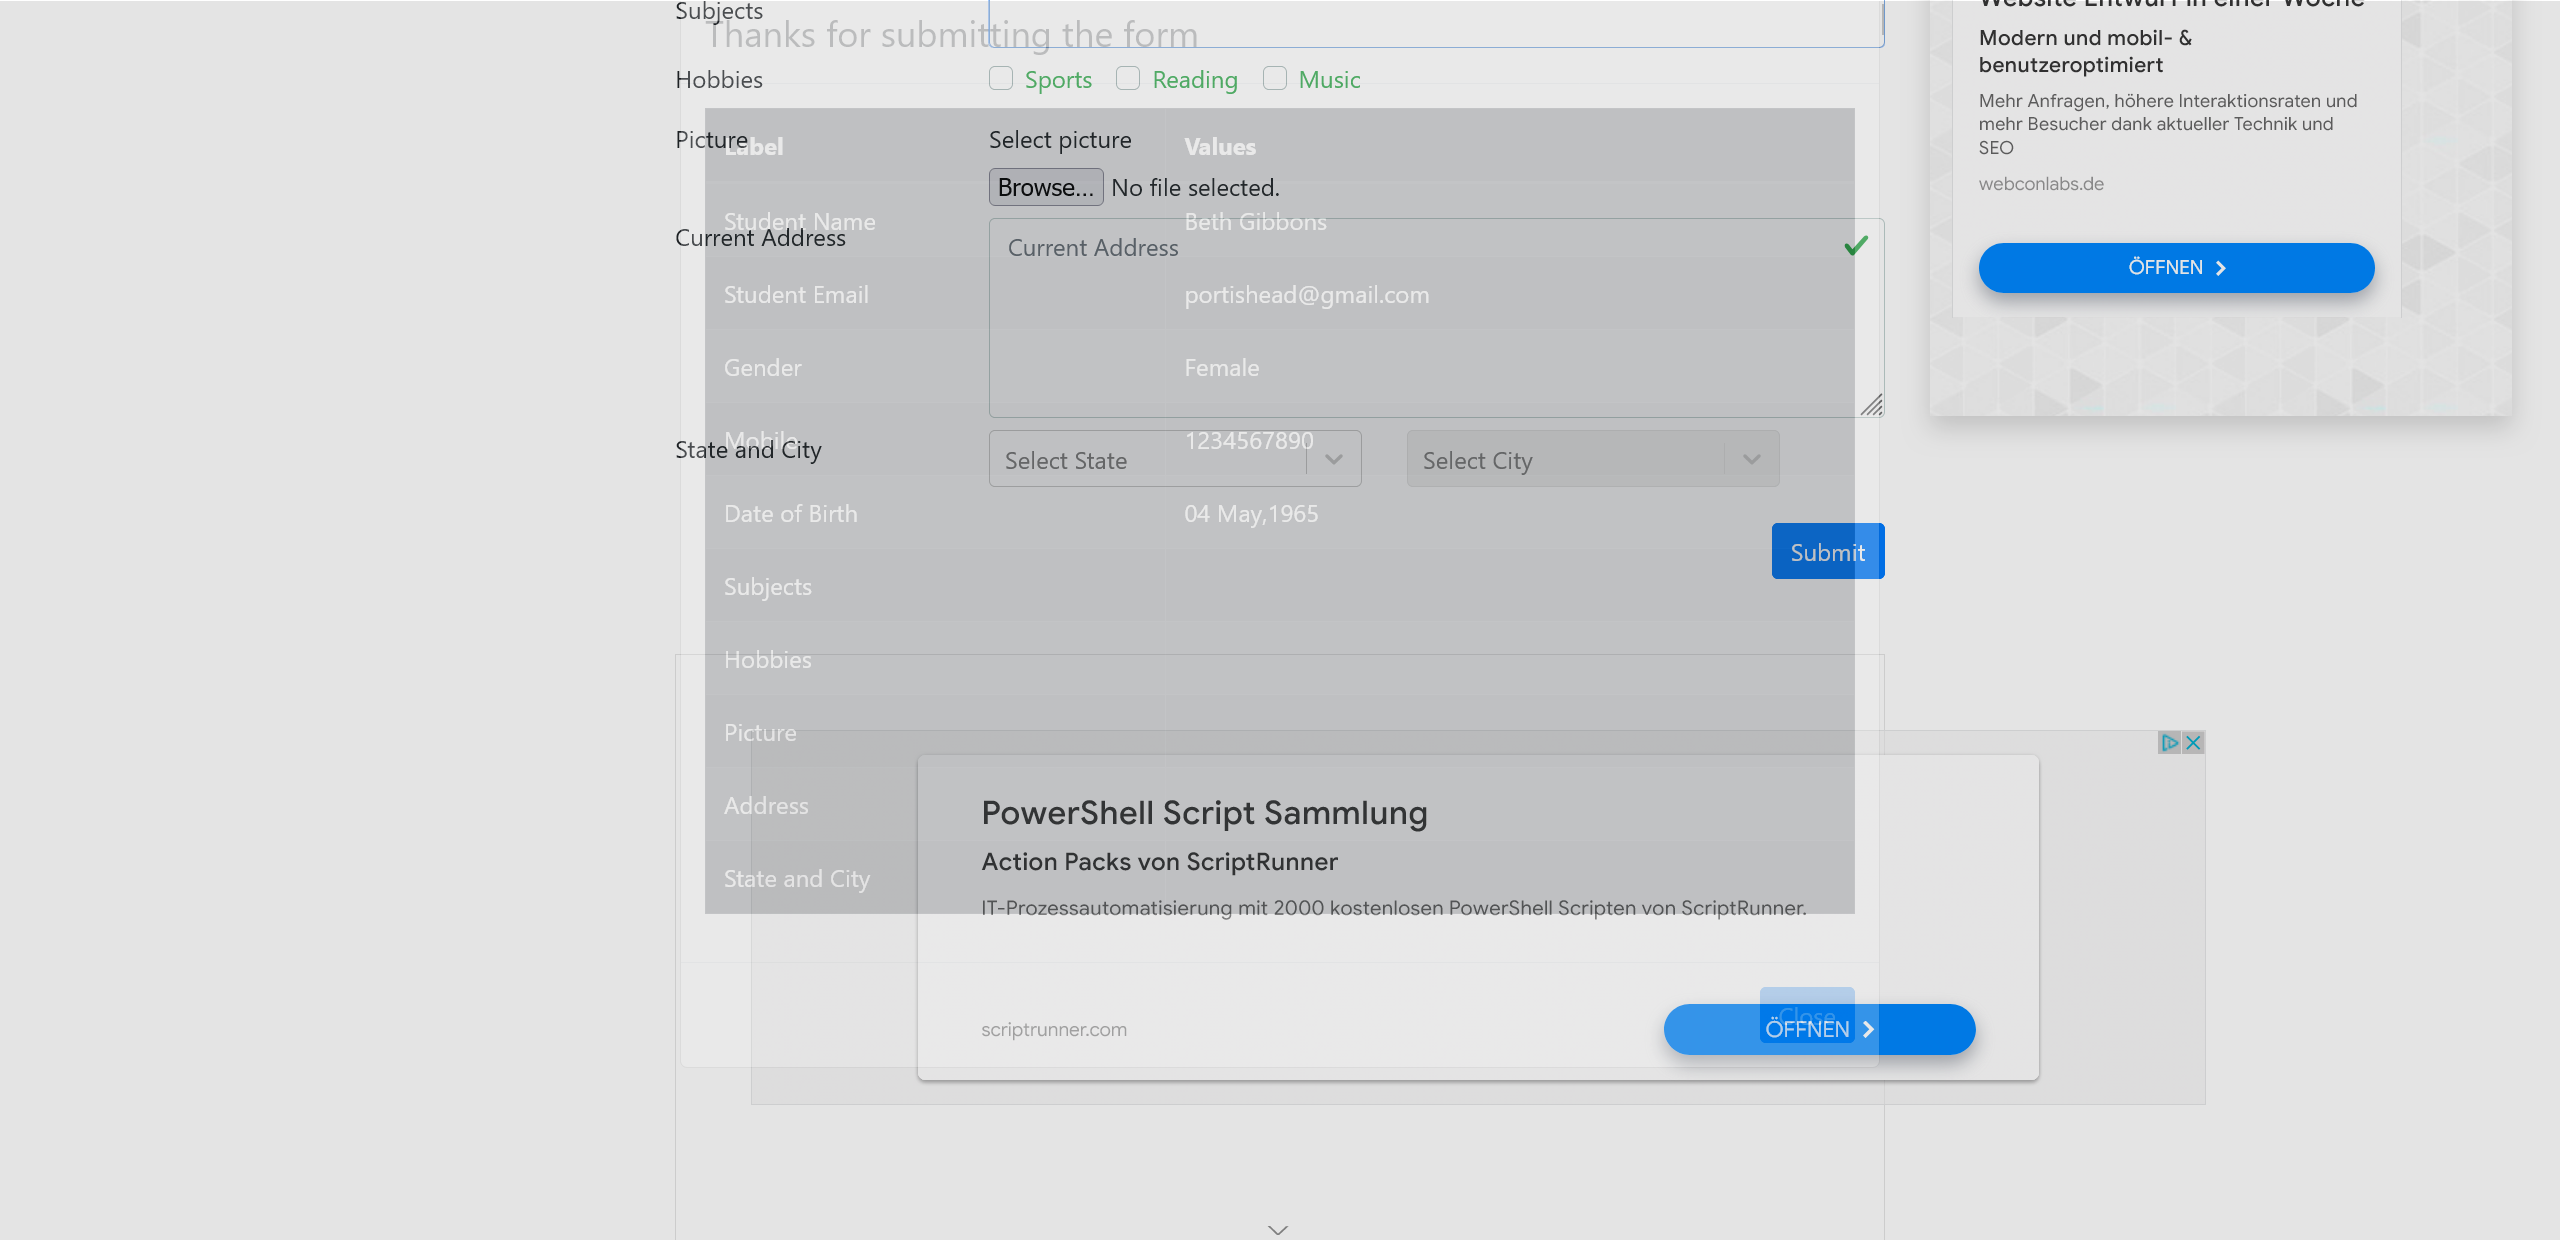 Subjects
Thanks for submitting the form
Hobbies
Sports
Reading
Music
Picture
Select picture
Browse...
No file selected.
Current Address
Current Address
State and City
Select State
Select City
Submit
Label Values
Student Name Beth Gibbons
Student Email portishead@gmail.com
Gender Female
Mobile 1234567890
Date of Birth 04 May,1965
Subjects
Hobbies
Picture
Address
State and City
Close
Website Entwurf in einer Woche
Modern und mobil- &
benutzeroptimiert
Mehr Anfragen, höhere Interaktionsraten und
mehr Besucher dank aktueller Technik und
SEO
webconlabs.de
ÖFFNEN
PowerShell Script Sammlung
Action Packs von ScriptRunner
IT-Prozessautomatisierung mit 2000 kostenlosen PowerShell Scripten von ScriptRunner.
scriptrunner.com
ÖFFNEN